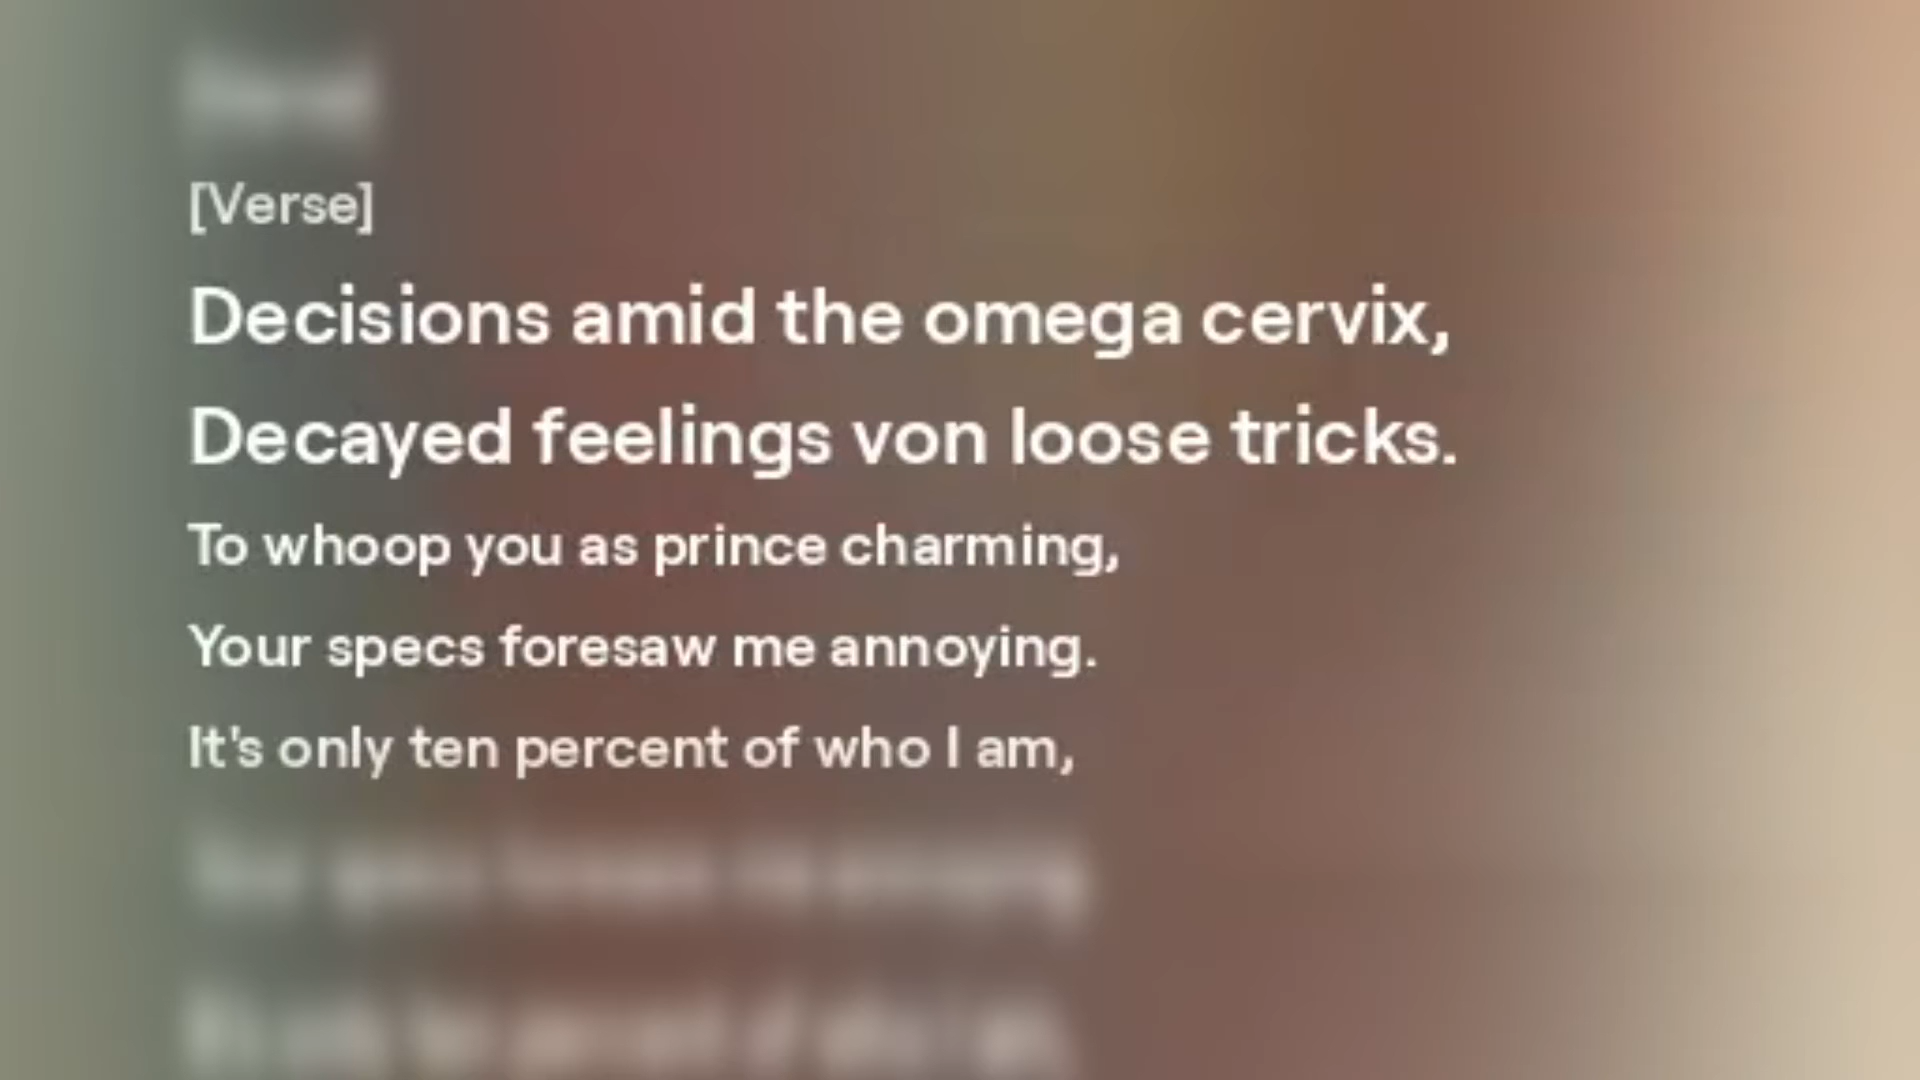 [Verse]
Decisions amid the omega cervix,
Decayed feelings von loose tricks.
To whoop you as prince charming,
Your specs foresaw me annoying.
It's only ten percent of who I am,